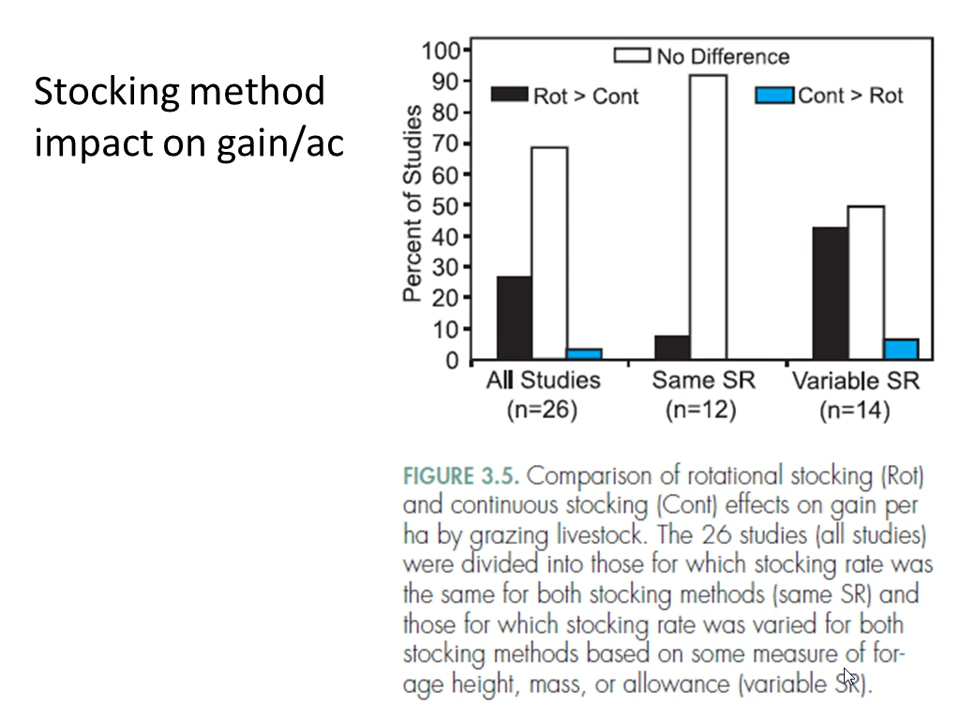 Stocking method
impact on gain/ac
100
90
80
70
60
50
40
30
20
10
0
Percent of Studies
No Difference
Rot > Cont
Cont > Rot
All Studies
(n=26)
Same SR
(n=12)
Variable SR
(n=14)
FIGURE 3.5. Comparison of rotational stocking (Rot)
and continuous stocking (Cont) effects on gain per
ha by grazing livestock. The 26 studies (all studies)
were divided into those for which stocking rate was
the same for both stocking methods (same SR) and
those for which stocking rate was varied for both
stocking methods based on some measure of for-
age height, mass, or allowance (variable SR).